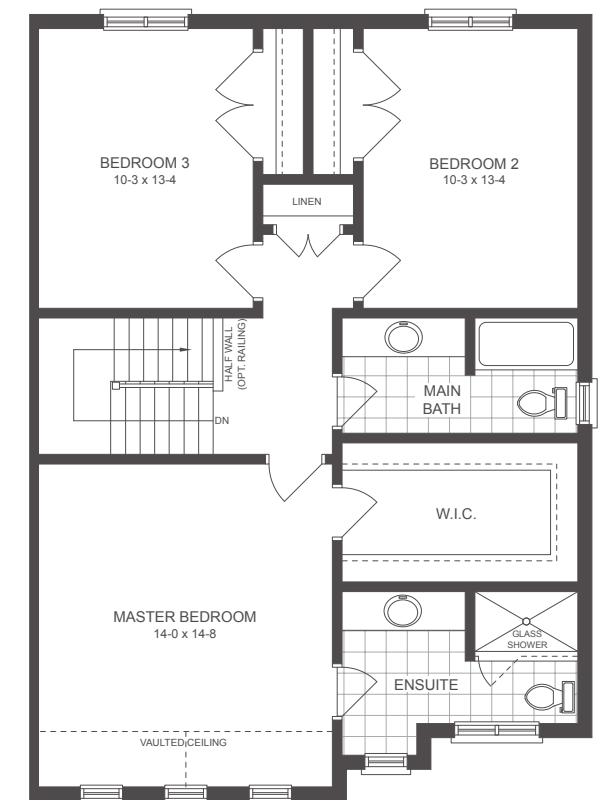 BEDROOM 3
10-3 x 13-4
BEDROOM 2
10-3 x 13-4
LINEN
HALF WALL
(OPT. RAILING)
DN
MAIN
BATH
W.I.C.
MASTER BEDROOM
14-0 x 14-8
GLASS
SHOWER
ENSUITE
VAULTED CEILING